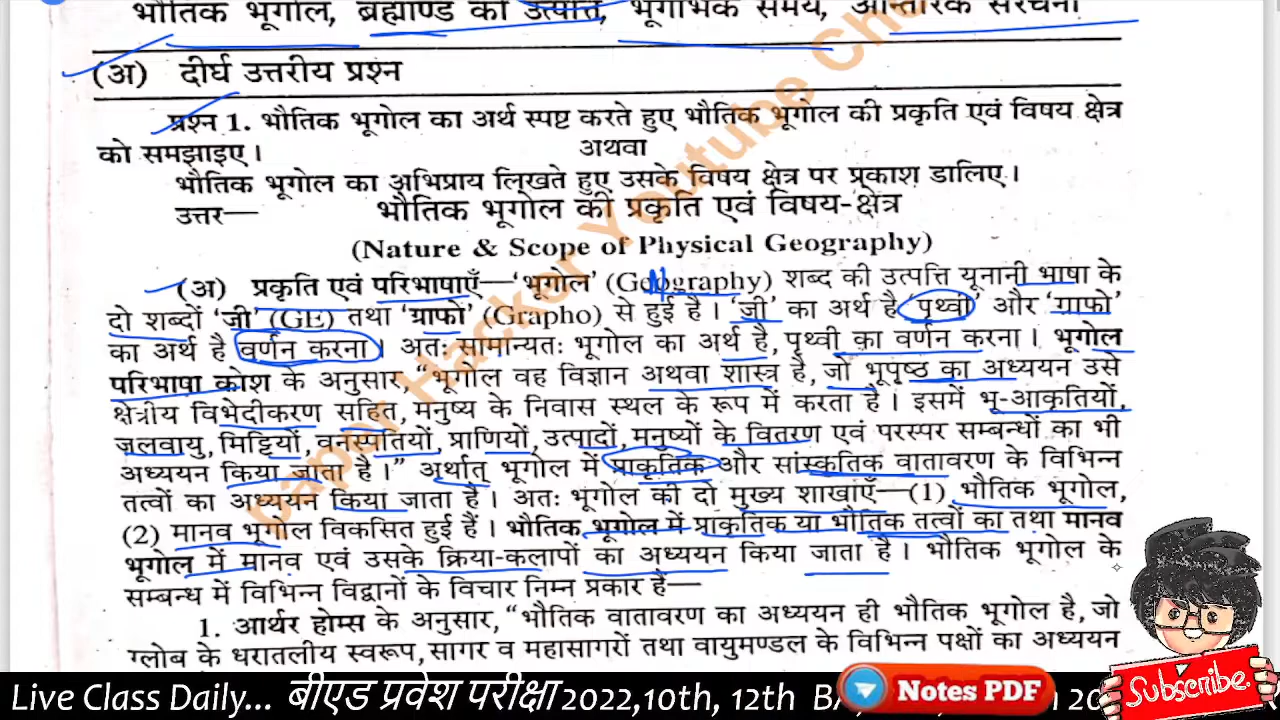 भौतिक भूगोल, ब्रह्माण्ड की उत्पत्ति, भूगर्भिक समय, आन्तरिक संरचना
(अ) दीर्घ उत्तरीय प्रश्न
प्रश्न 1. भौतिक भूगोल का अर्थ स्पष्ट करते हुए भौतिक भूगोल की प्रकृति एवं विषय क्षेत्र
को समझाइए। अथवा
भौतिक भूगोल का अभिप्राय लिखते हुए उसके विषय क्षेत्र पर प्रकाश डालिए।
उत्तर— भौतिक भूगोल की प्रकृति एवं विषय-क्षेत्र
(Nature & Scope of Physical Geography)
(अ) प्रकृति एवं परिभाषाएँ—'भूगोल' (Geography) शब्द की उत्पत्ति यूनानी भाषा के
दो शब्दों 'जी' (GE) तथा 'ग्राफो' (Grapho) से हुई है। 'जी' का अर्थ है 'पृथ्वी' और 'ग्राफो'
का अर्थ है वर्णन करना। अतः सामान्यतः भूगोल का अर्थ है, पृथ्वी का वर्णन करना। भूगोल
परिभाषा कोश के अनुसार, "भूगोल वह विज्ञान अथवा शास्त्र है, जो भूपृष्ठ का अध्ययन उसे
क्षेत्रीय विभेदीकरण सहित, मनुष्य के निवास स्थल के रूप में करता है। इसमें भू-आकृतियों,
जलवायु, मिट्टियों, वनस्पतियों, प्राणियों, उत्पादों, मनुष्यों के वितरण एवं परस्पर सम्बन्धों का भी
अध्ययन किया जाता है।" अर्थात् भूगोल में प्राकृतिक और सांस्कृतिक वातावरण के विभिन्न
तत्वों का अध्ययन किया जाता है। अतः भूगोल की दो मुख्य शाखाएँ—(1) भौतिक भूगोल,
(2) मानव भूगोल विकसित हुई हैं। भौतिक भूगोल में प्राकृतिक या भौतिक तत्वों का तथा मानव
भूगोल में मानव एवं उसके क्रिया-कलापों का अध्ययन किया जाता है। भौतिक भूगोल के
सम्बन्ध में विभिन्न विद्वानों के विचार निम्न प्रकार हैं—
1. आर्थर होम्स के अनुसार, "भौतिक वातावरण का अध्ययन ही भौतिक भूगोल है, जो
ग्लोब के धरातलीय स्वरूप, सागर व महासागरों तथा वायुमण्डल के विभिन्न पक्षों का अध्ययन
Paper Hacker Youtube
Live Class Daily... बीएड प्रवेश परीक्षा 2022,10th, 12th
Notes PDF
Subscribe